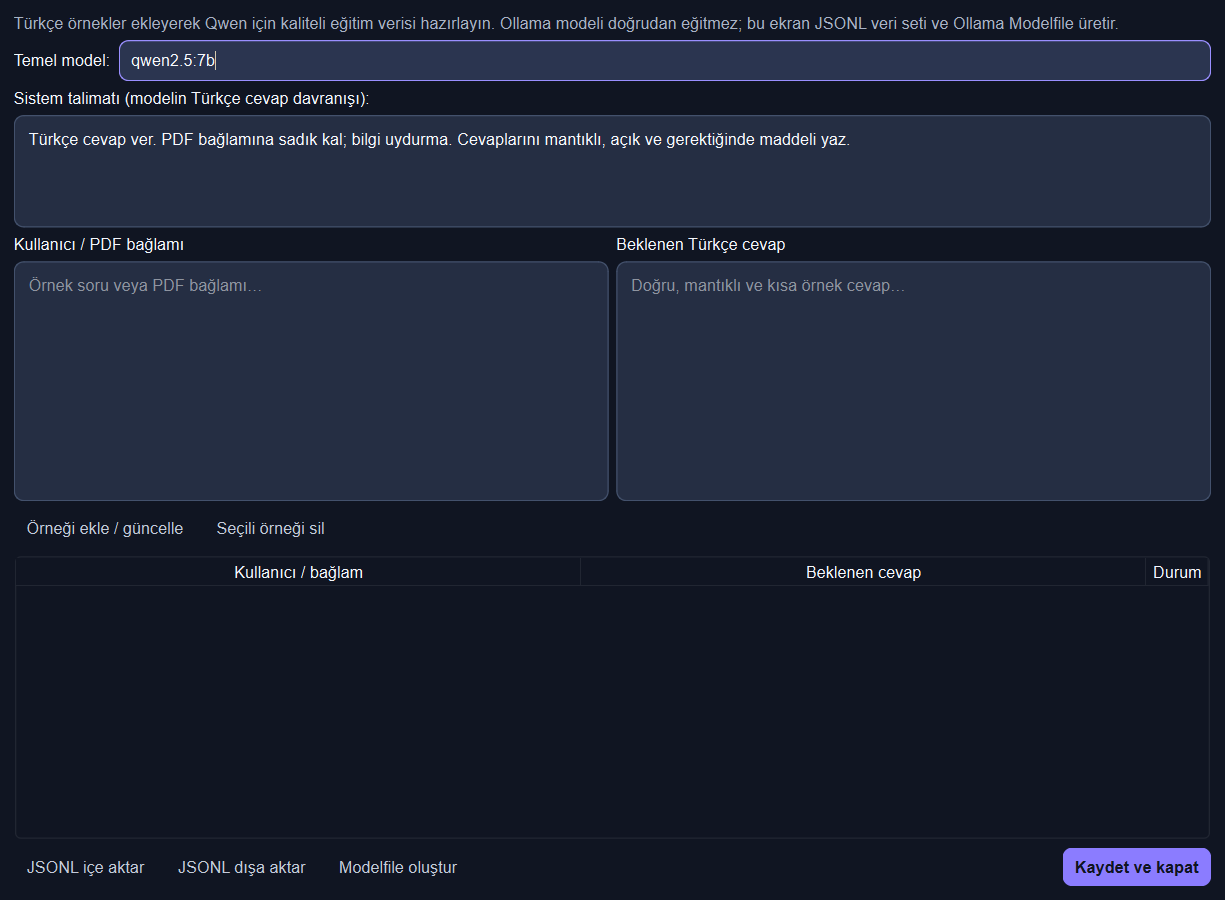 Türkçe örnekler ekleyerek Qwen için kaliteli eğitim verisi hazırlayın. Ollama modeli doğrudan eğitmez; bu ekran JSONL veri seti ve Ollama Modelfile üretir.
Temel model: qwen2.5:7b
Sistem talimatı (modelin Türkçe cevap davranışı):
Türkçe cevap ver. PDF bağlamına sadık kal; bilgi uydurma. Cevaplarını mantıklı, açık ve gerektiğinde maddeli yaz.
Kullanıcı / PDF bağlamı
Beklenen Türkçe cevap
Örnek soru veya PDF bağlamı…
Doğru, mantıklı ve kısa örnek cevap…
Örneği ekle / güncelle
Seçili örneği sil
Kullanıcı / bağlam
Beklenen cevap
Durum
JSONL içe aktar
JSONL dışa aktar
Modelfile oluştur
Kaydet ve kapat